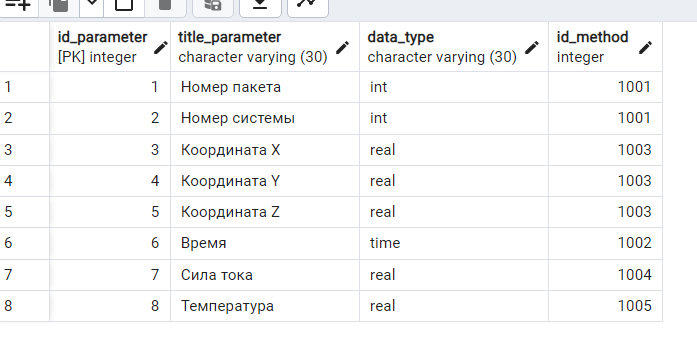 id_parameter title_parameter data_type id_method
[PK] integer character varying (30) character varying (30) integer
1 1 Номер пакета int 1001
2 2 Номер системы int 1001
3 3 Координата X real 1003
4 4 Координата Y real 1003
5 5 Координата Z real 1003
6 6 Время time 1002
7 7 Сила тока real 1004
8 8 Температура real 1005